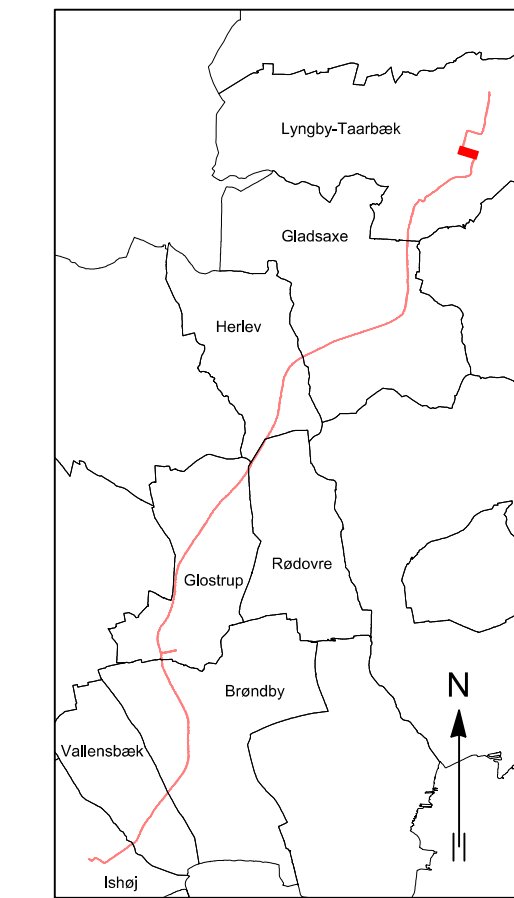 Lyngby-Taarbæk
Gladsaxe
Herlev
Rødovre
Glostrup
N
Brøndby
Vallensbæk
Ishøj